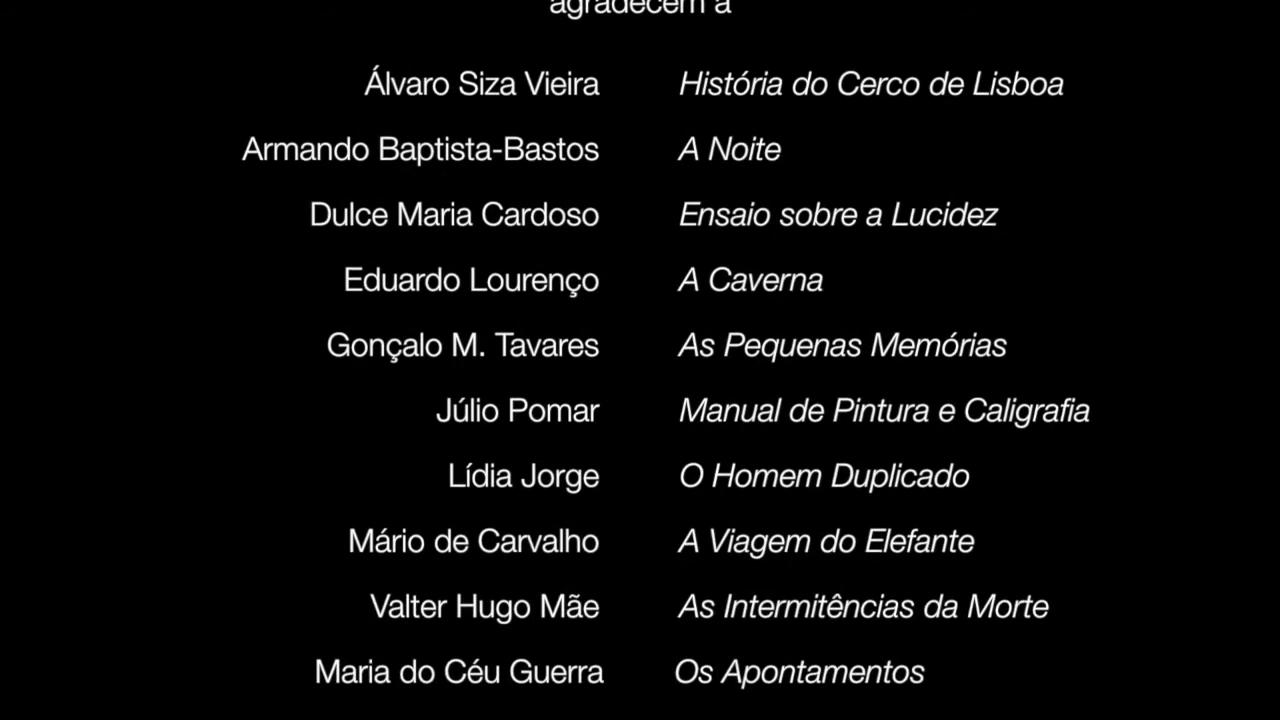 agradecem a
Álvaro Siza Vieira História do Cerco de Lisboa
Armando Baptista-Bastos A Noite
Dulce Maria Cardoso Ensaio sobre a Lucidez
Eduardo Lourenço A Caverna
Gonçalo M. Tavares As Pequenas Memórias
Júlio Pomar Manual de Pintura e Caligrafia
Lídia Jorge O Homem Duplicado
Mário de Carvalho A Viagem do Elefante
Valter Hugo Mãe As Intermitências da Morte
Maria do Céu Guerra Os Apontamentos